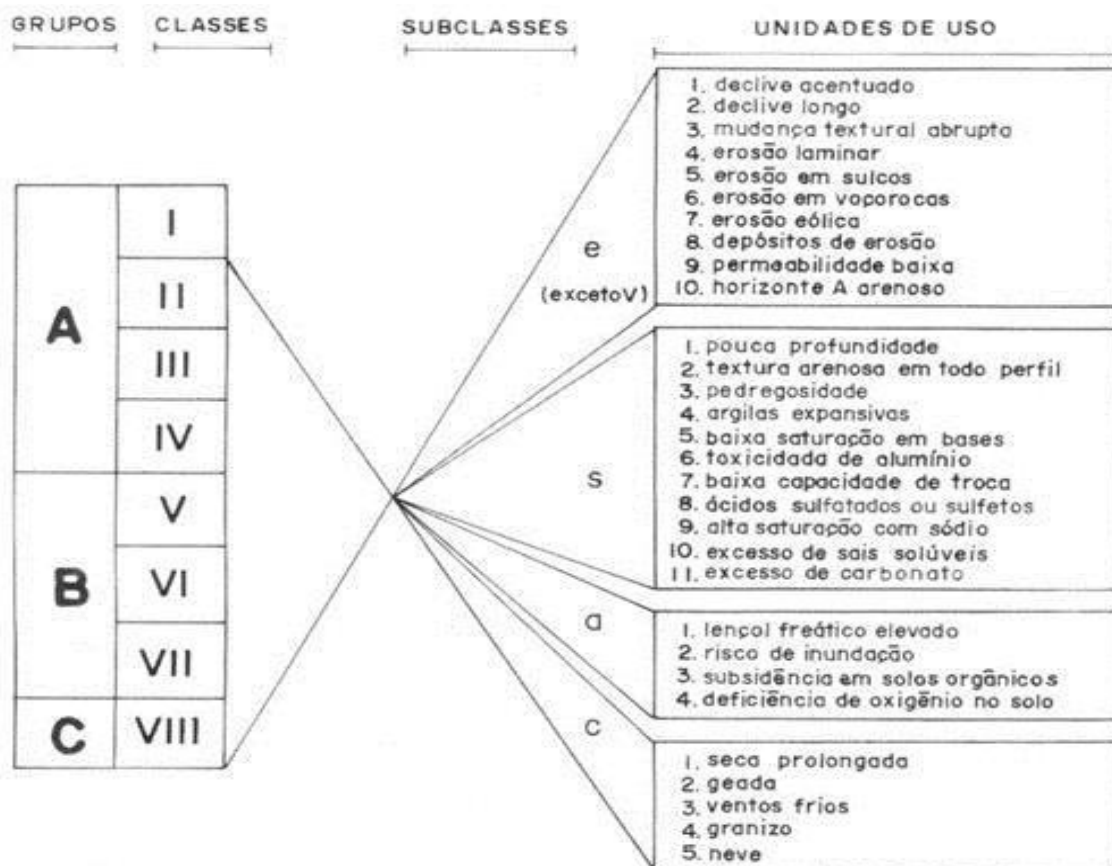 GRUPOS CLASSES SUBCLASSES UNIDADES DE USO
A
I
II
III
IV
B
V
VI
VII
C
VIII
e
(exceto V)
1. declive acentuado
2. declive longo
3. mudança textural abrupta
4. erosão laminar
5. erosão em sulcos
6. erosão em voporocas
7. erosão eólica
8. depósitos de erosão
9. permeabilidade baixa
10. horizonte A arenoso
s
1. pouca profundidade
2. textura arenosa em todo perfil
3. pedregosidade
4. argilas expansivas
5. baixa saturação em bases
6. toxicidada de alumínio
7. baixa capacidade de troca
8. ácidos sulfatados ou sulfetos
9. alta saturação com sódio
10. excesso de sais solúveis
11. excesso de carbonato
a
1. lençol freático elevado
2. risco de inundação
3. subsidência em solos orgânicos
4. deficiência de oxigênio no solo
c
1. seca prolongada
2. geada
3. ventos frios
4. granizo
5. neve